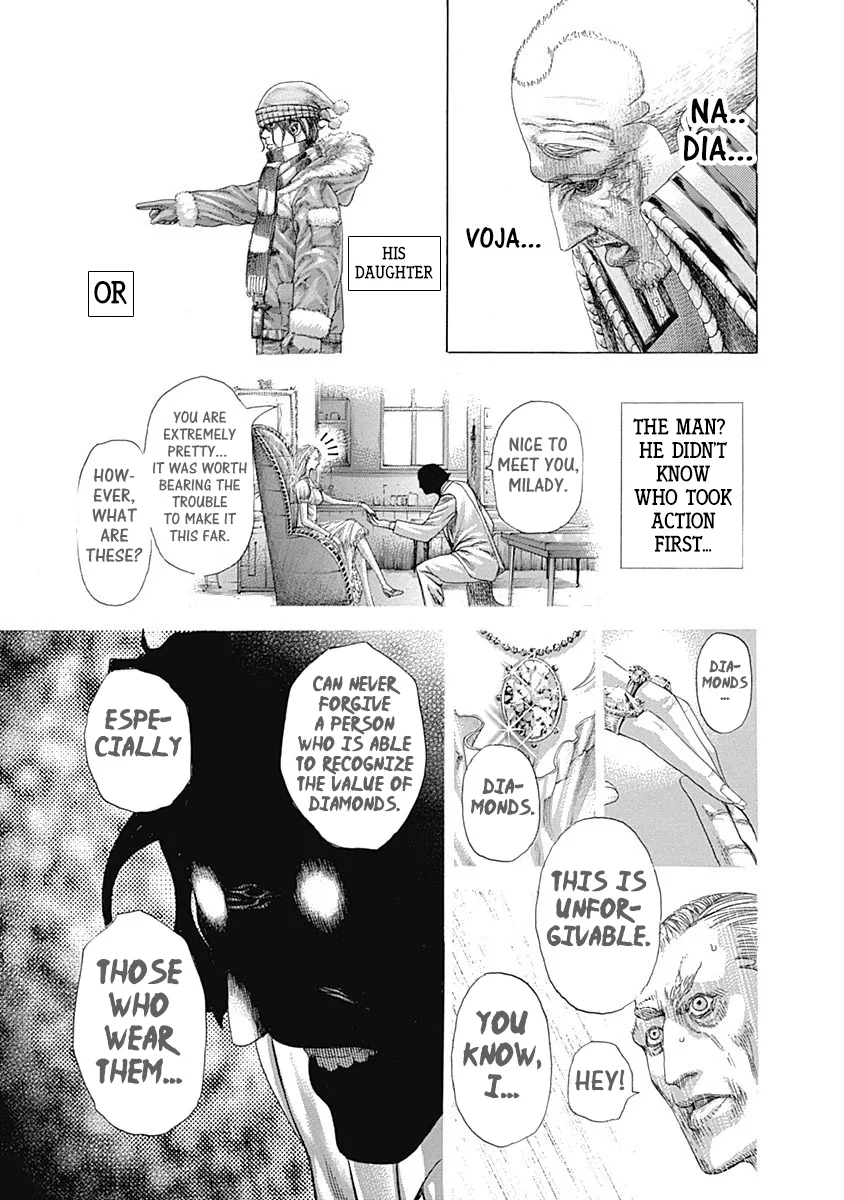 NA..
DIA...
VOJA...
HIS
DAUGHTER
OR
THE MAN?
HE DIDN'T
KNOW
WHO TOOK
ACTION
FIRST...
NICE TO
MEET YOU,
MILADY.
YOU ARE
EXTREMELY
PRETTY...
IT WAS WORTH
BEARING THE
TROUBLE
TO MAKE IT
THIS FAR.
HOW-
EVER,
WHAT
ARE
THESE?
DIA-
MONDS
...
DIA-
MONDS.
THIS IS
UNFOR-
GIVABLE.
HEY!
YOU
KNOW,
I...
CAN NEVER
FORGIVE
A PERSON
WHO IS ABLE
TO RECOGNIZE
THE VALUE OF
DIAMONDS.
ESPE-
CIALLY
THOSE
WHO
WEAR
THEM...